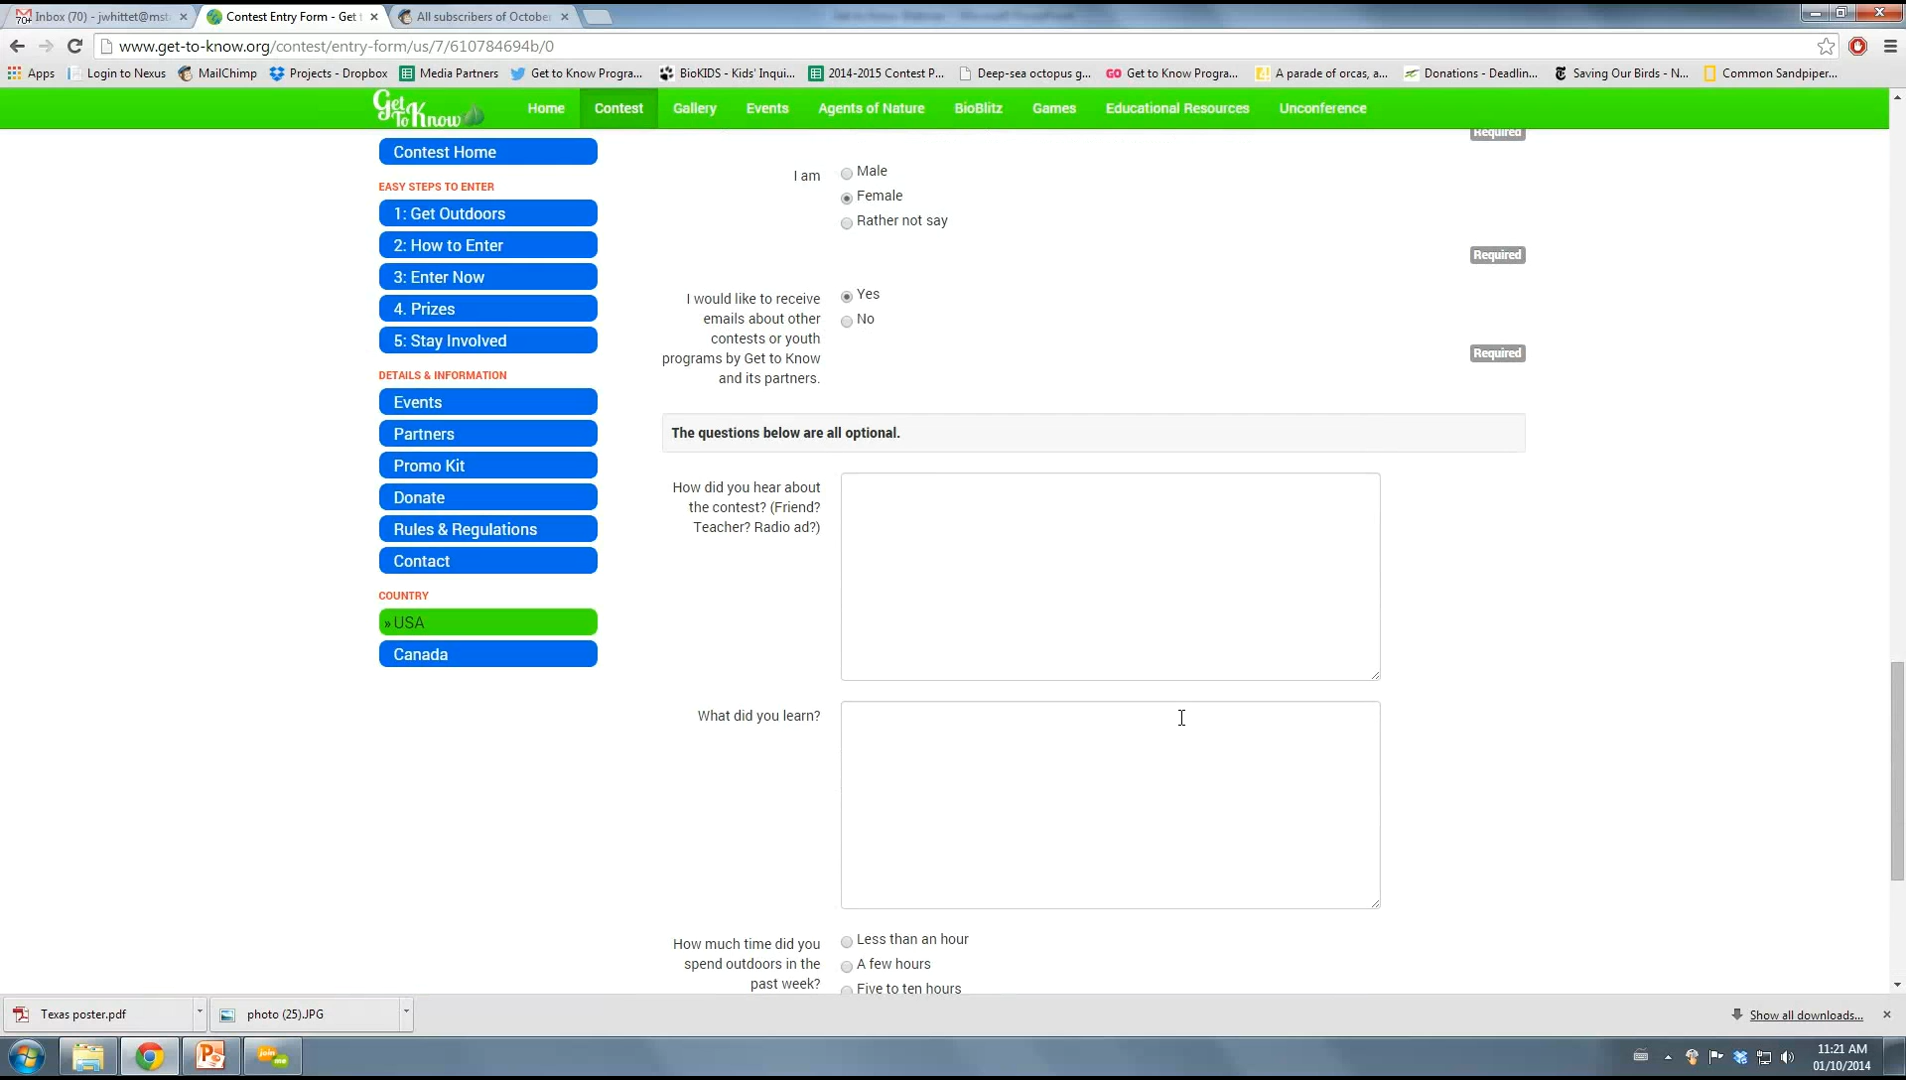 Inbox (70) - jwhittet@mst
Contest Entry Form - Get
All subscribers of October
www.get-to-know.org/contest/entry-form/us/7/610784694b/0
Apps
Login to Nexus
MailChimp
Projects - Dropbox
Media Partners
Get to Know Progra...
BioKIDS - Kids' Inqui...
2014-2015 Contest P...
Deep-sea octopus g...
GO Get to Know Progra...
A parade of orcas, a...
Donations - Deadlin...
Saving Our Birds - N...
Common Sandpiper...
Get To Know
Home
Contest
Gallery
Events
Agents of Nature
BioBlitz
Games
Educational Resources
Unconference
Contest Home
EASY STEPS TO ENTER
1: Get Outdoors
2: How to Enter
3: Enter Now
4. Prizes
5: Stay Involved
DETAILS & INFORMATION
Events
Partners
Promo Kit
Donate
Rules & Regulations
Contact
COUNTRY
» USA
Canada
Required
I am
Male
Female
Rather not say
Required
I would like to receive
emails about other
contests or youth
programs by Get to Know
and its partners.
Yes
No
Required
The questions below are all optional.
How did you hear about
the contest? (Friend?
Teacher? Radio ad?)
What did you learn?
How much time did you
spend outdoors in the
past week?
Less than an hour
A few hours
Five to ten hours
Texas poster.pdf
photo (25).JPG
Show all downloads...
join me
11:21 AM
01/10/2014